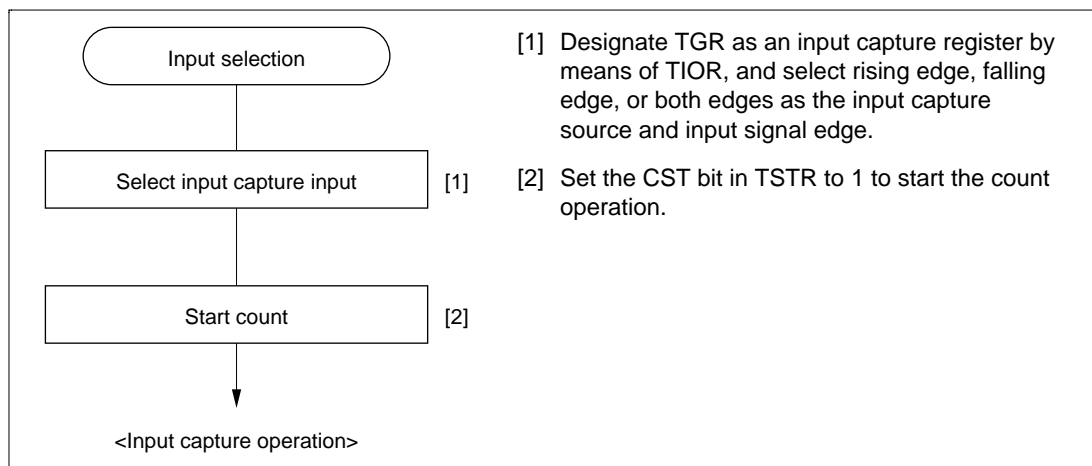 Input selection
Select input capture input
[1]
Start count
[2]
<Input capture operation>
[1] Designate TGR as an input capture register by
means of TIOR, and select rising edge, falling
edge, or both edges as the input capture
source and input signal edge.
[2] Set the CST bit in TSTR to 1 to start the count
operation.